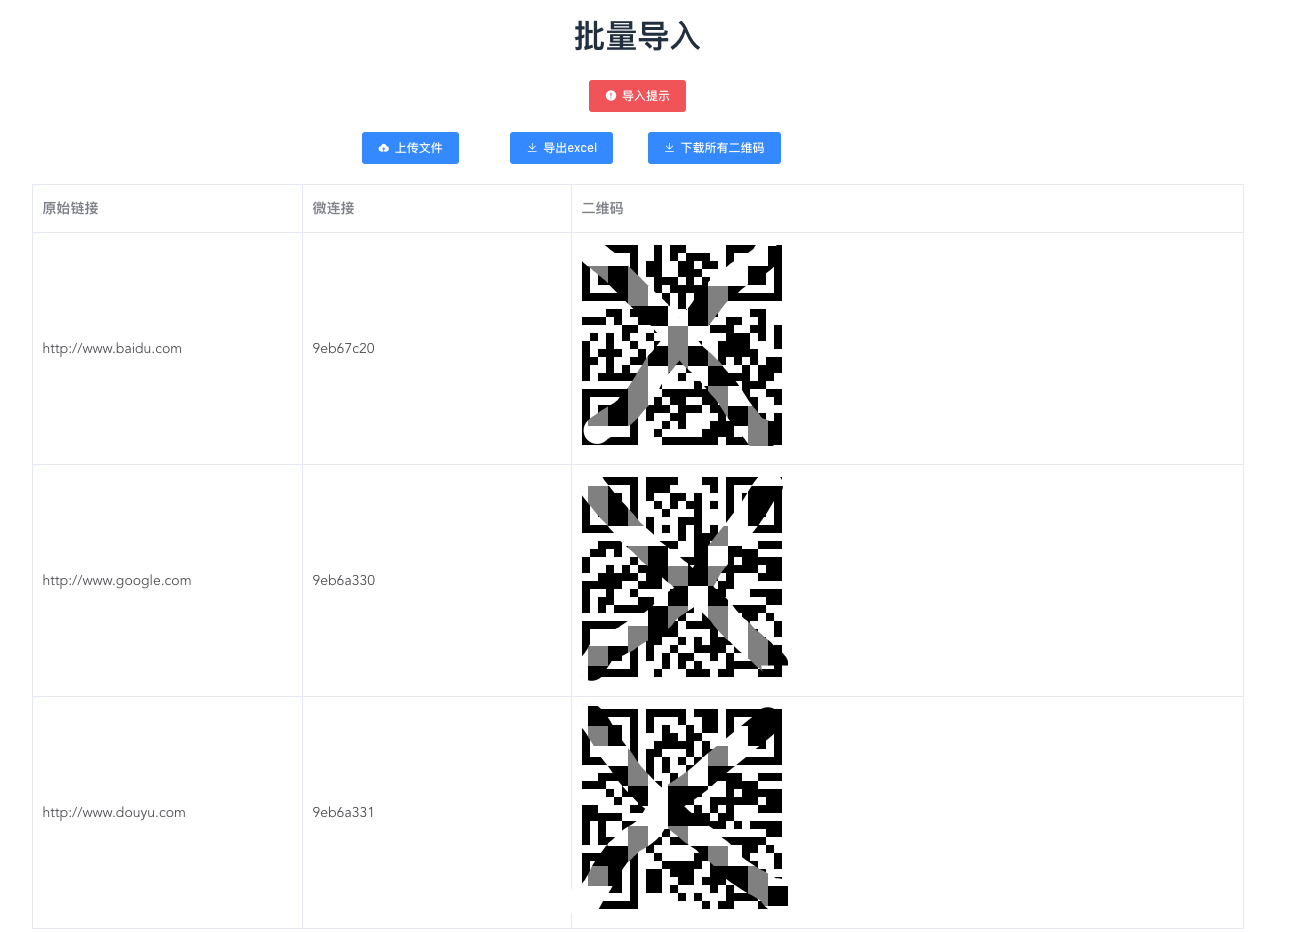 批量导入
导入提示
上传文件 导出excel 下载所有二维码
原始链接 微连接 二维码
http://www.baidu.com 9eb67c20
http://www.google.com 9eb6a330
http://www.douyu.com 9eb6a331